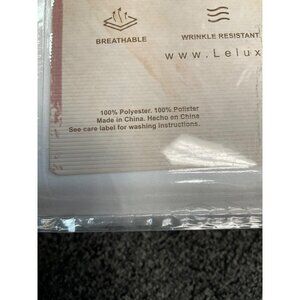 BREATHABLE
WRINKLE RESISTANT
www.Lelux
100% Polyester. 100% Polister
Made in China. Hecho en China
See care label for washing instructions.